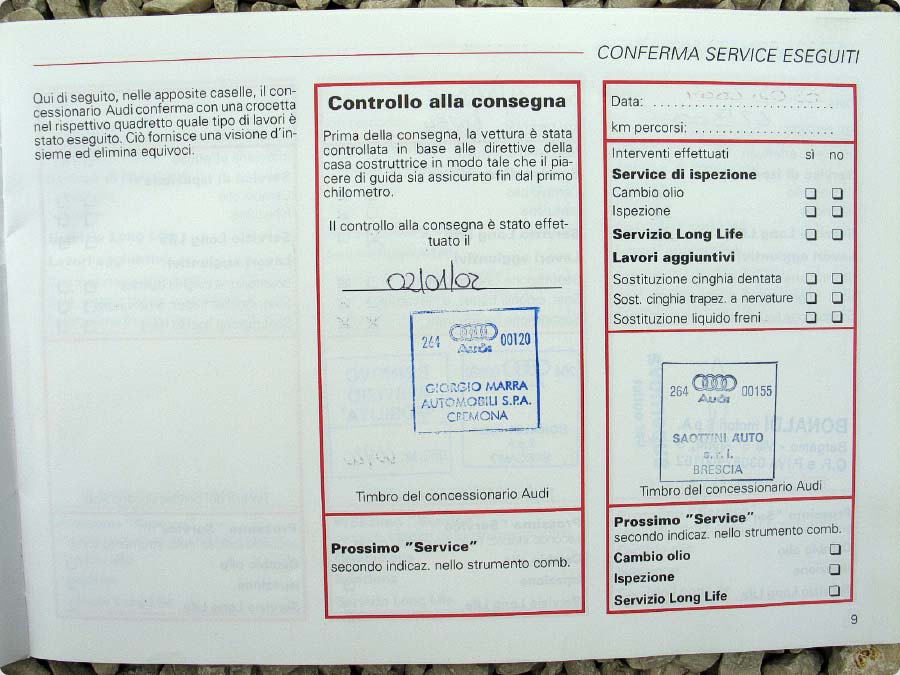 CONFERMA SERVICE ESEGUITI
Qui di seguito, nelle apposite caselle, il con-
cessionario Audi conferma con una crocetta
nel rispettivo quadretto quale tipo di lavori è
stato eseguito. Ciò fornisce una visione d'in-
sieme ed elimina equivoci.
Controllo alla consegna
Prima della consegna, la vettura è stata
controllata in base alle direttive della
casa costruttrice in modo tale che il pia-
cere di guida sia assicurato fin dal primo
chilometro.
Il controllo alla consegna è stato effet-
tuato il
02/01/02
264 Audi 00120
GIORGIO MARRA
AUTOMOBILI S.P.A.
CREMONA
Timbro del concessionario Audi
Prossimo "Service"
secondo indicaz. nello strumento comb.
Data:
km percorsi:
Interventi effettuati sì no
Service di ispezione
Cambio olio
Ispezione
Servizio Long Life
Lavori aggiuntivi
Sostituzione cinghia dentata
Sost. cinghia trapez. a nervature
Sostituzione liquido freni
264 Audi 00155
SAOTTINI AUTO
s.r.l.
BRESCIA
Timbro del concessionario Audi
Prossimo "Service"
secondo indicaz. nello strumento comb.
Cambio olio
Ispezione
Servizio Long Life
9